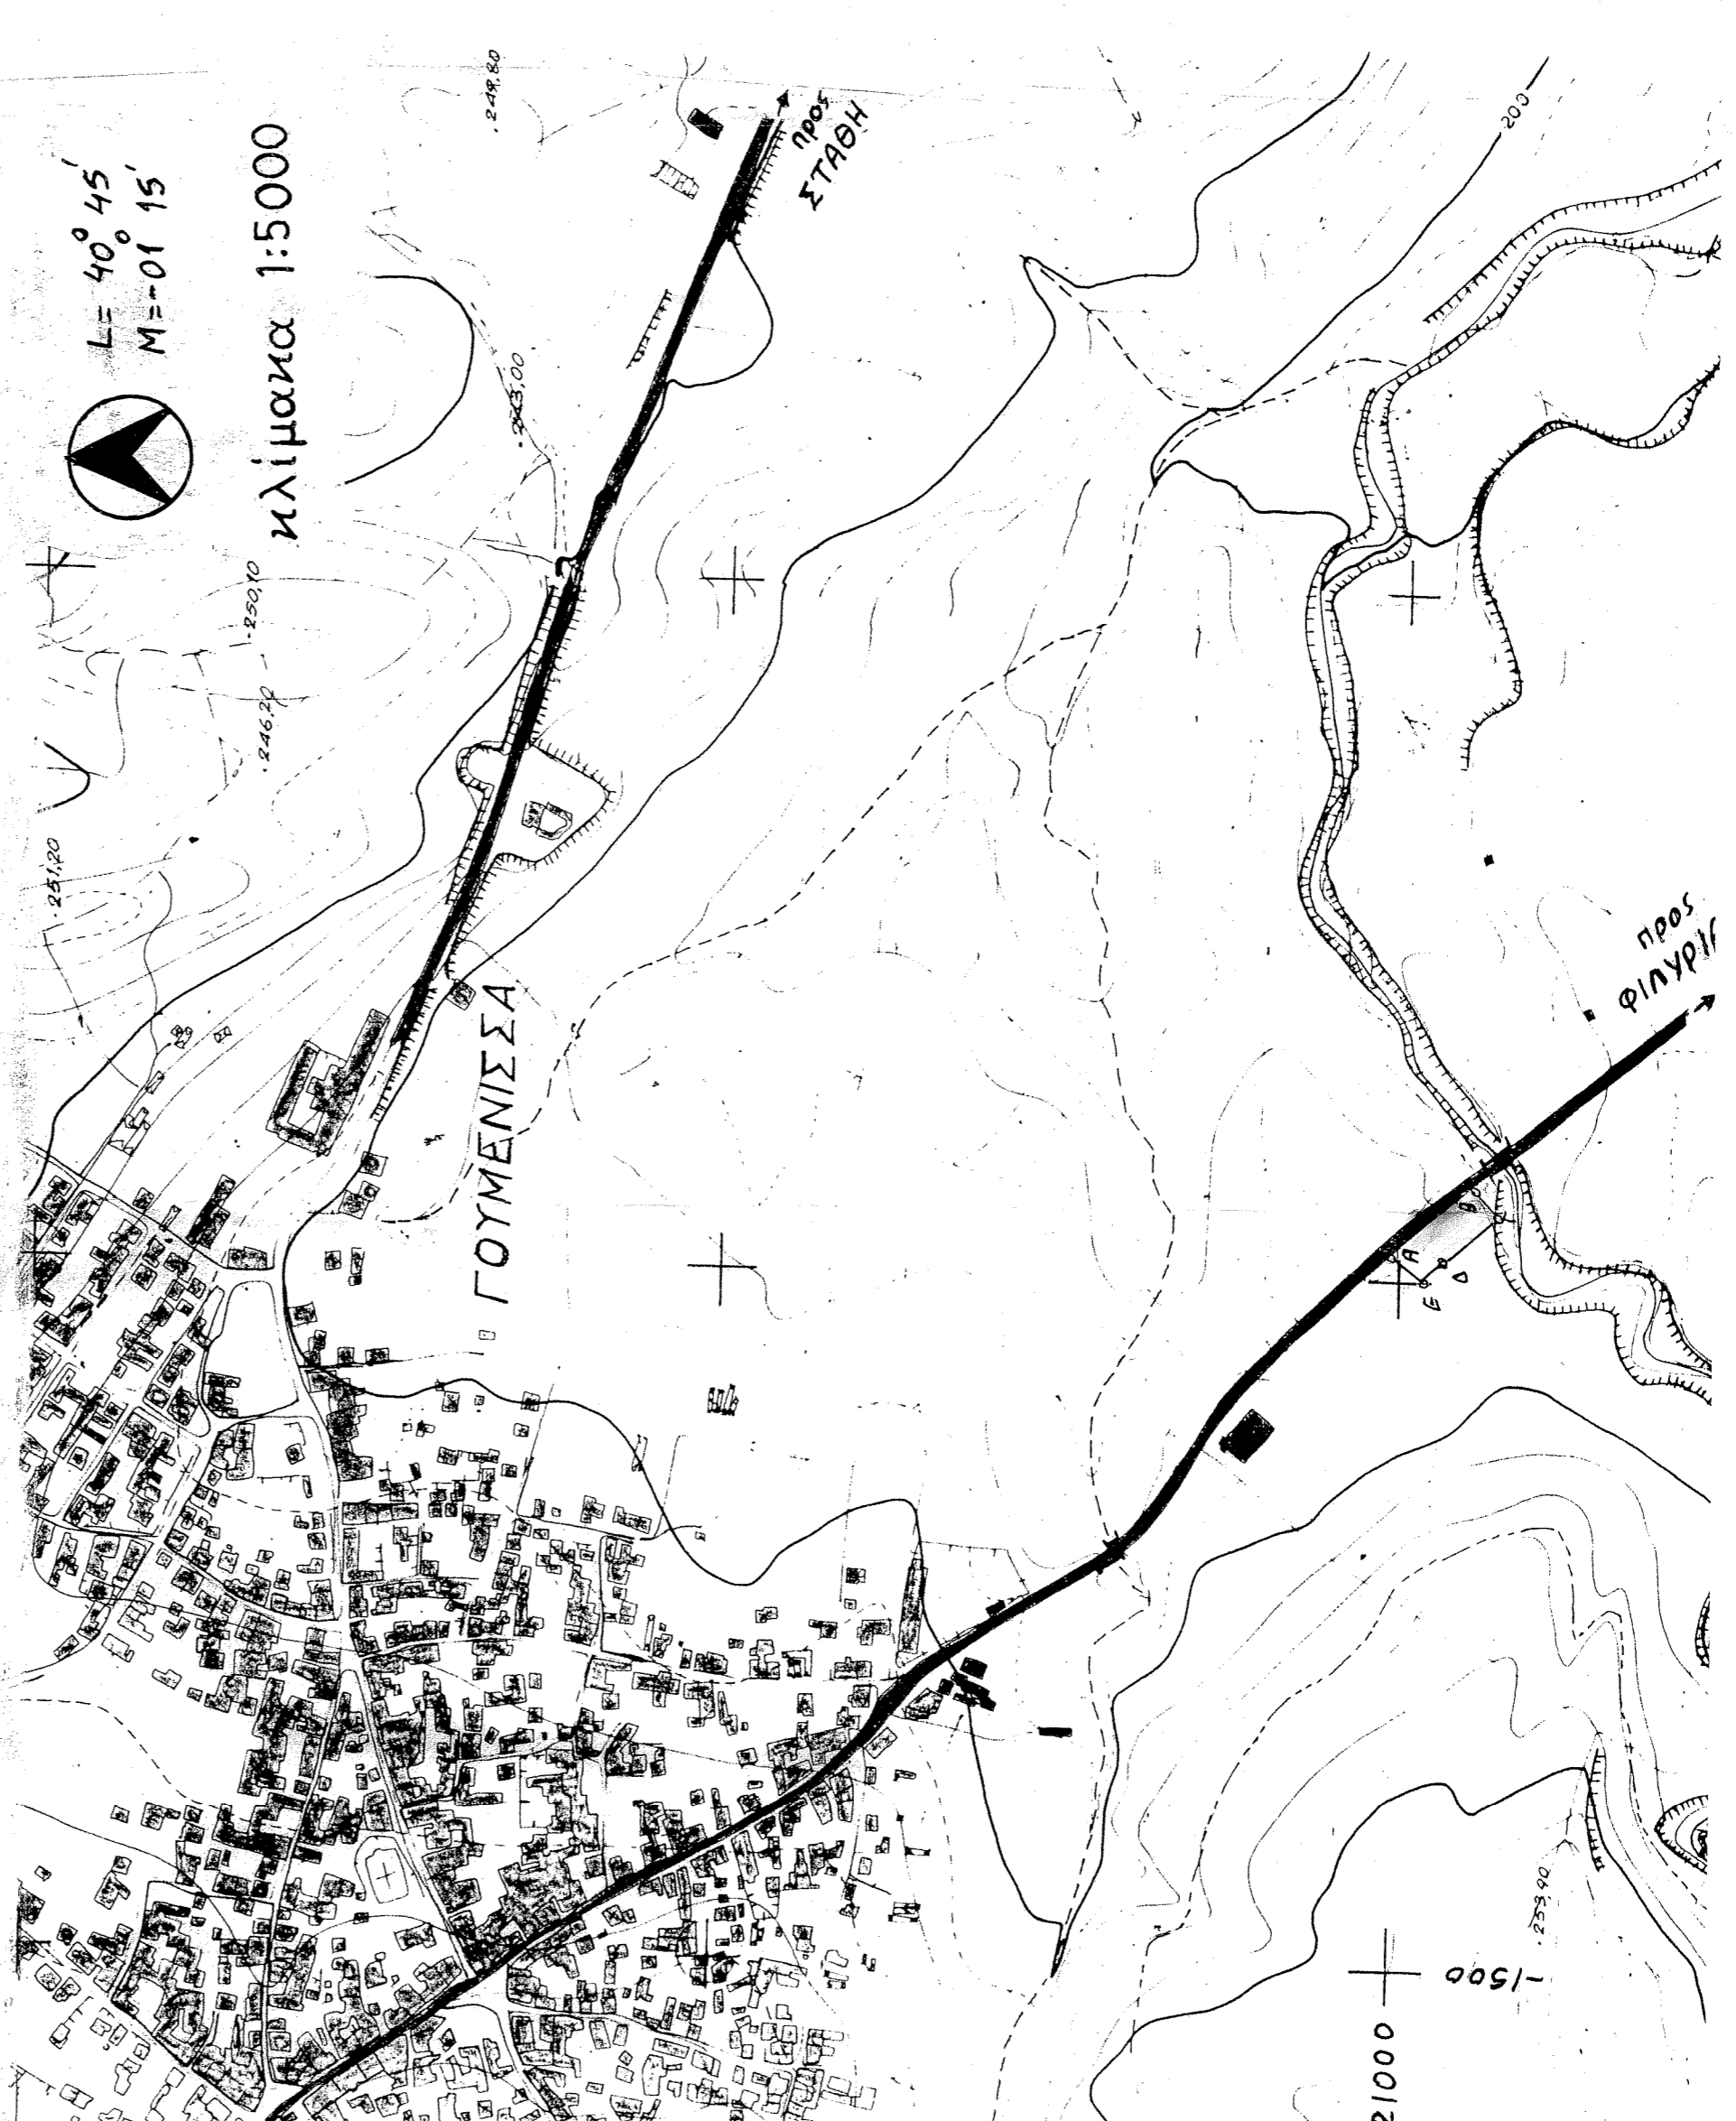 L= 40° 45'
M=-01° 15'
κλίμακα 1:5000
.249,80
προς
ΣΤΑΘΗ
200
.243,00
.250,10
.246,20
.251,20
ΓΟΥΜΕΝΙΣΣΑ
προς
A
B
Δ
E
.253,90
-1500
21000